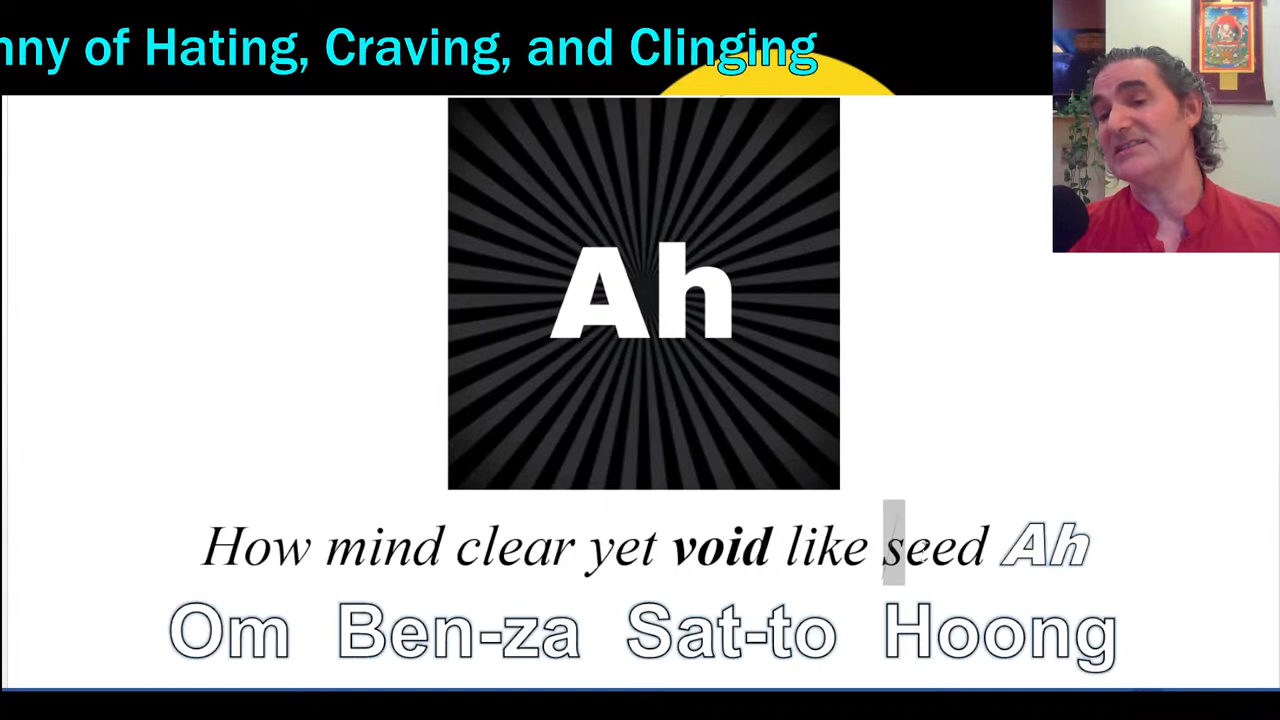 nny of Hating, Craving, and Clinging
Ah
How mind clear yet void like seed Ah
Om Ben-za Sat-to Hoong